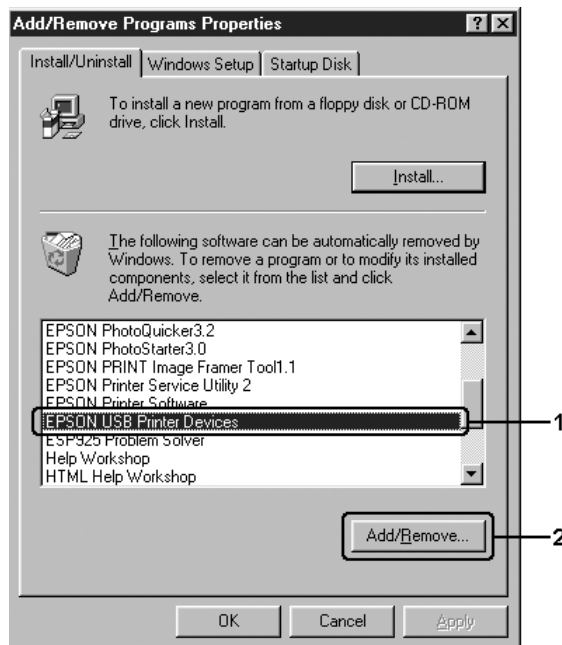 Add/Remove Programs Properties
Install/Uninstall Windows Setup Startup Disk
To install a new program from a floppy disk or CD-ROM
drive, click Install.
Install...
The following software can be automatically removed by
Windows. To remove a program or to modify its installed
components, select it from the list and click
Add/Remove.
EPSON PhotoQuicker3.2
EPSON PhotoStarter3.0
EPSON PRINT Image Framer Tool1.1
EPSON Printer Service Utility 2
EPSON Printer Software
EPSON USB Printer Devices
1
ESP925 Problem Solver
Help Workshop
HTML Help Workshop
Add/Remove...
2
OK Cancel Apply